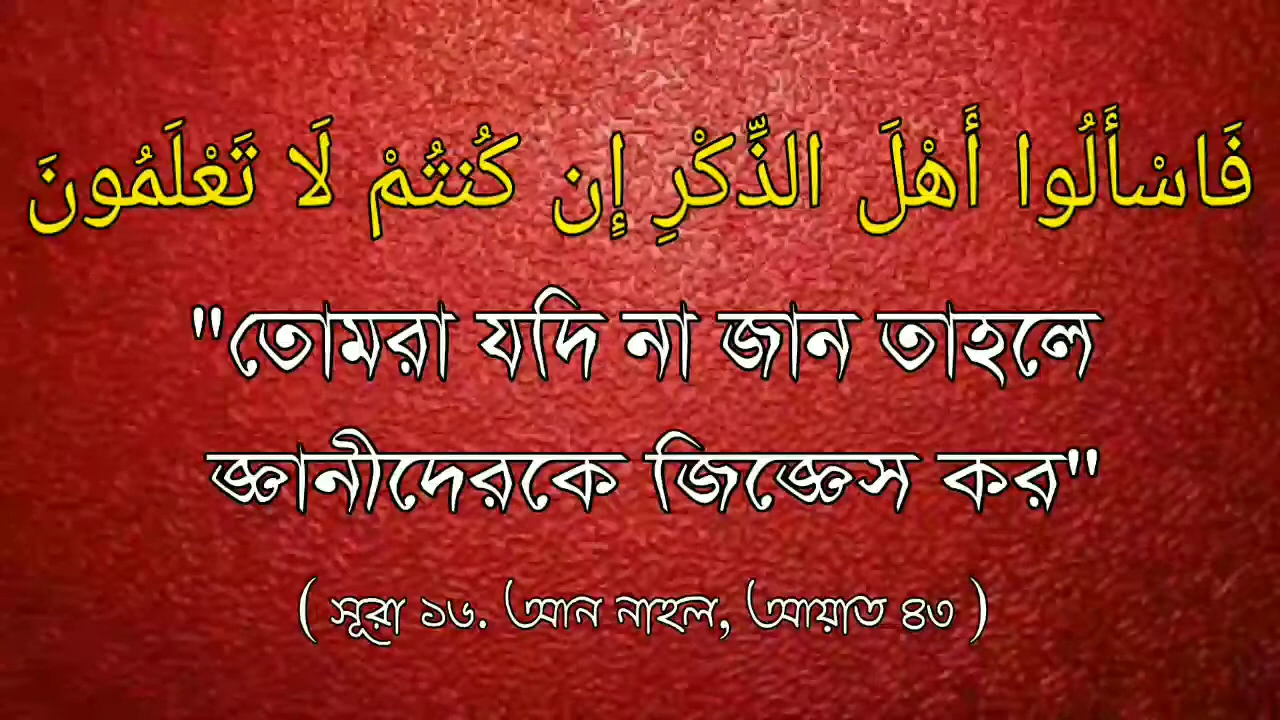 فَاسْأَلُوا أَهْلَ الذِّكْرِ إِن كُنتُمْ لَا تَعْلَمُونَ
"তোমরা যদি না জান তাহলে
জ্ঞানীদেরকে জিজ্ঞেস কর"
( সূরা ১৬. আন নাহল, আয়াত ৪৩ )